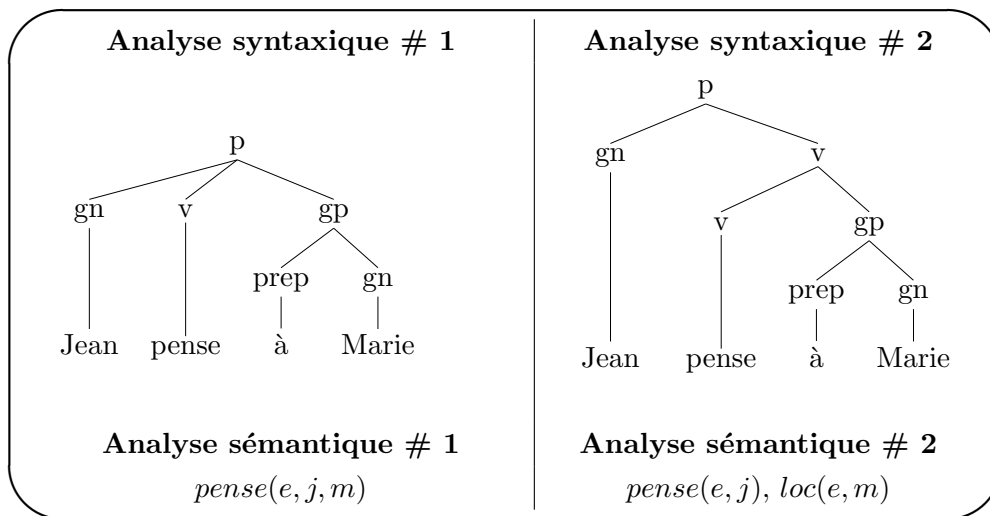 Analyse syntaxique # 1
p
gn v gp
prep gn
Jean pense à Marie
Analyse sémantique # 1
pense(e, j, m)
Analyse syntaxique # 2
p
gn v
v gp
prep gn
Jean pense à Marie
Analyse sémantique # 2
pense(e, j), loc(e, m)